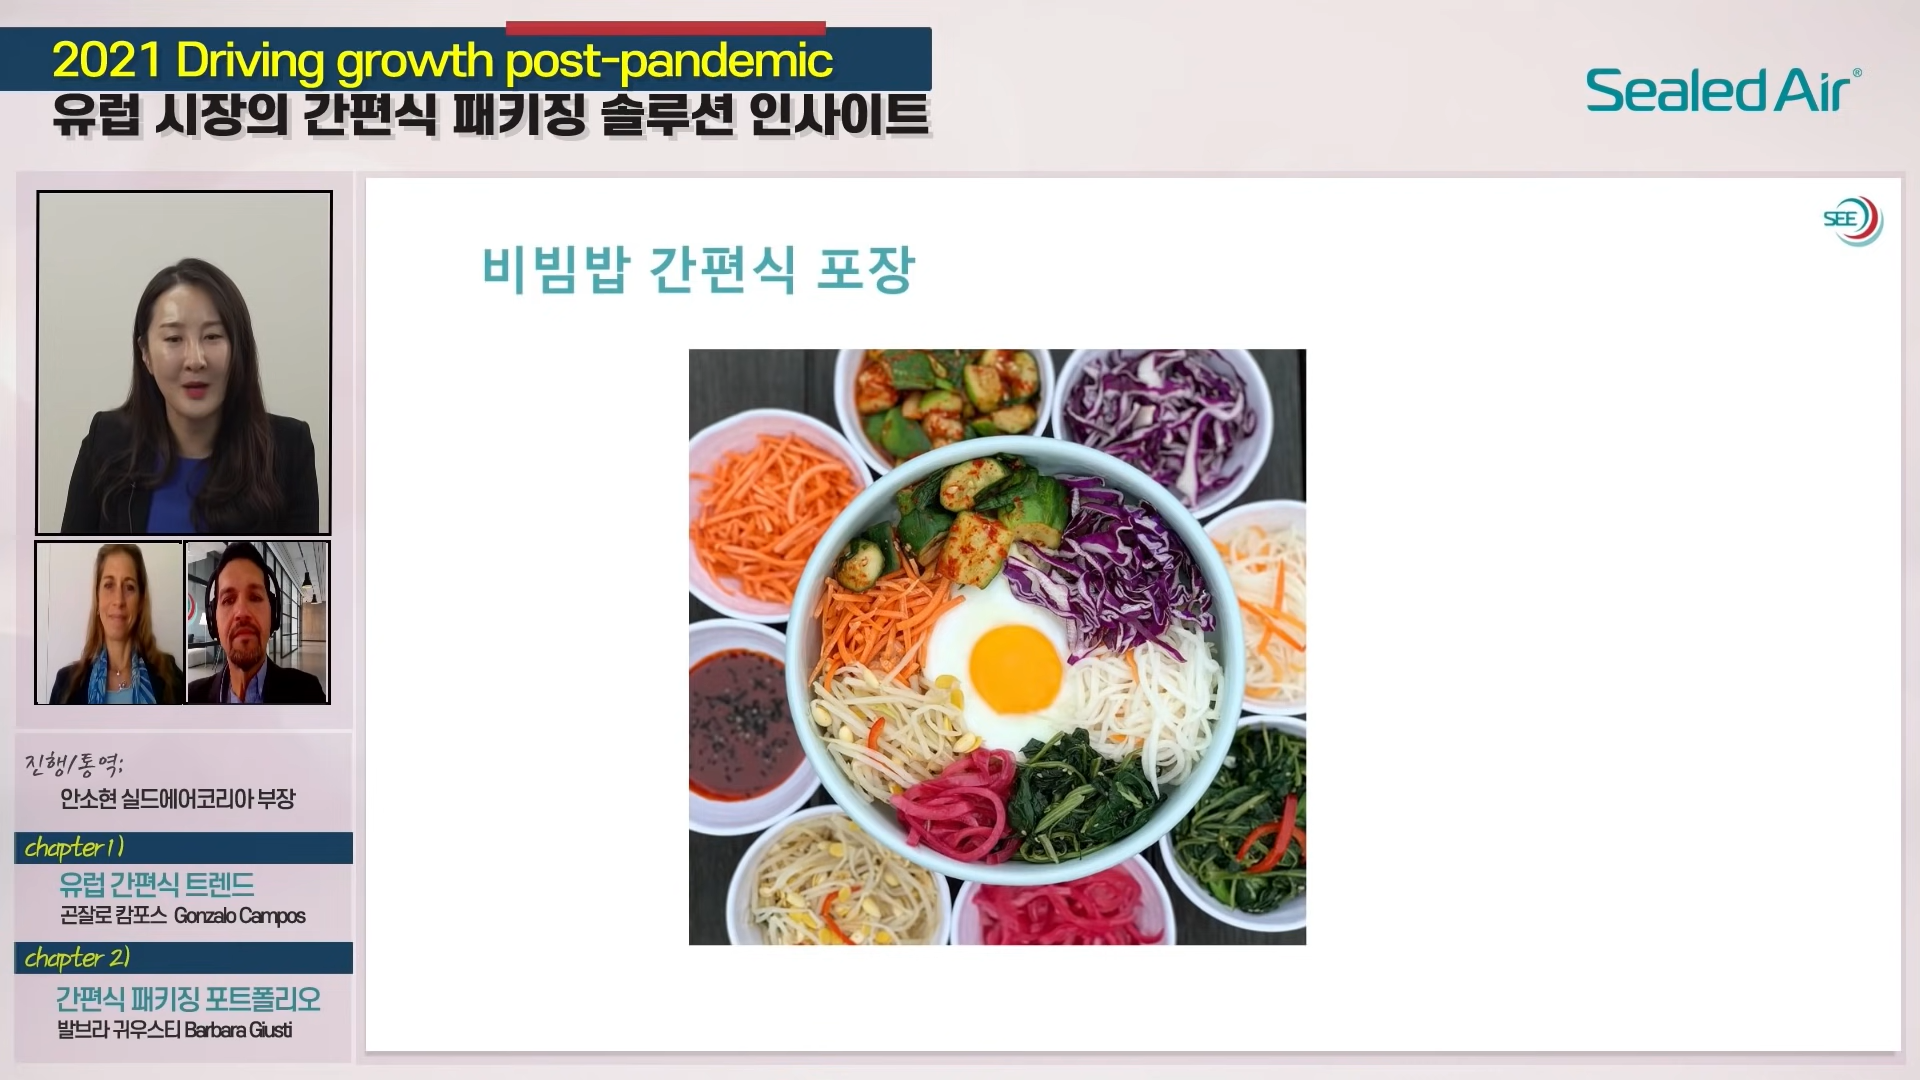 2021 Driving growth post-pandemic
유럽 시장의 간편식 패키징 솔루션 인사이트
Sealed Air®
SEE
비빔밥 간편식 포장
진행/통역;
안소현 실드에어코리아 부장
chapter 1)
유럽 간편식 트렌드
곤잘로 캄포스 Gonzalo Campos
chapter 2)
간편식 패키징 포트폴리오
발브라 귀우스티 Barbara Giusti